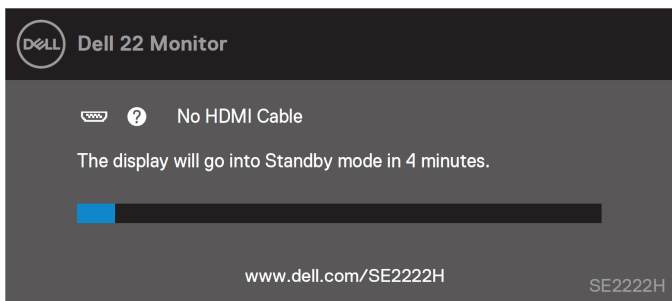 DELL
Dell 22 Monitor
? No HDMI Cable
The display will go into Standby mode in 4 minutes.
www.dell.com/SE2222H
SE2222H